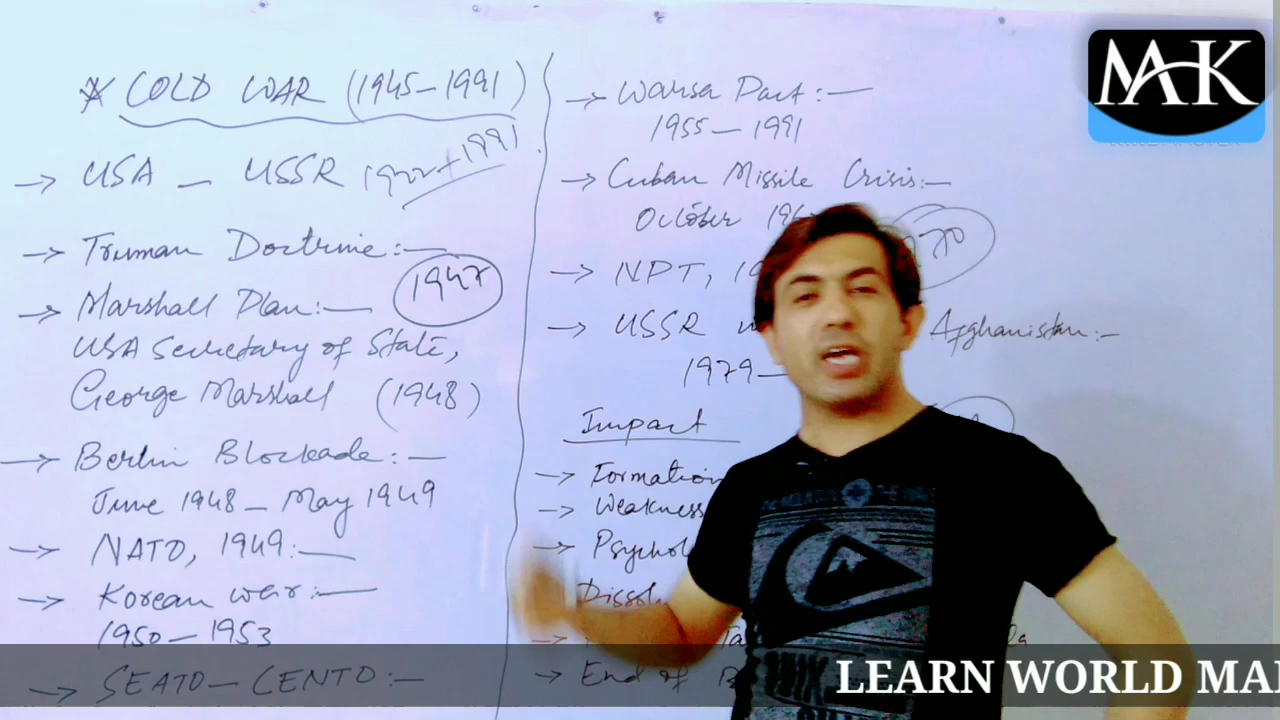 * COLD WAR (1945-1991)
→ USA - USSR 1922-1991
→ Truman Doctrine:-
1947
→ Marshall Plan:-
USA Secretary of State,
George Marshall (1948)
→ Berlin Blockade:-
June 1948 - May 1949
→ NATO, 1949:-
→ Korean war:-
1950-1953
→ SEATO-CENTO:-
→ Warsa Pact:-
1955-1991
→ Cuban Missile Crisis:-
October 196
→ NPT, 19 70
→ USSR Afghanistan:-
1979-
Impact
→ Formation
→ Weakness
→ Psychol
Dissol
→ End of B
MAK
LEARN WORLD MA